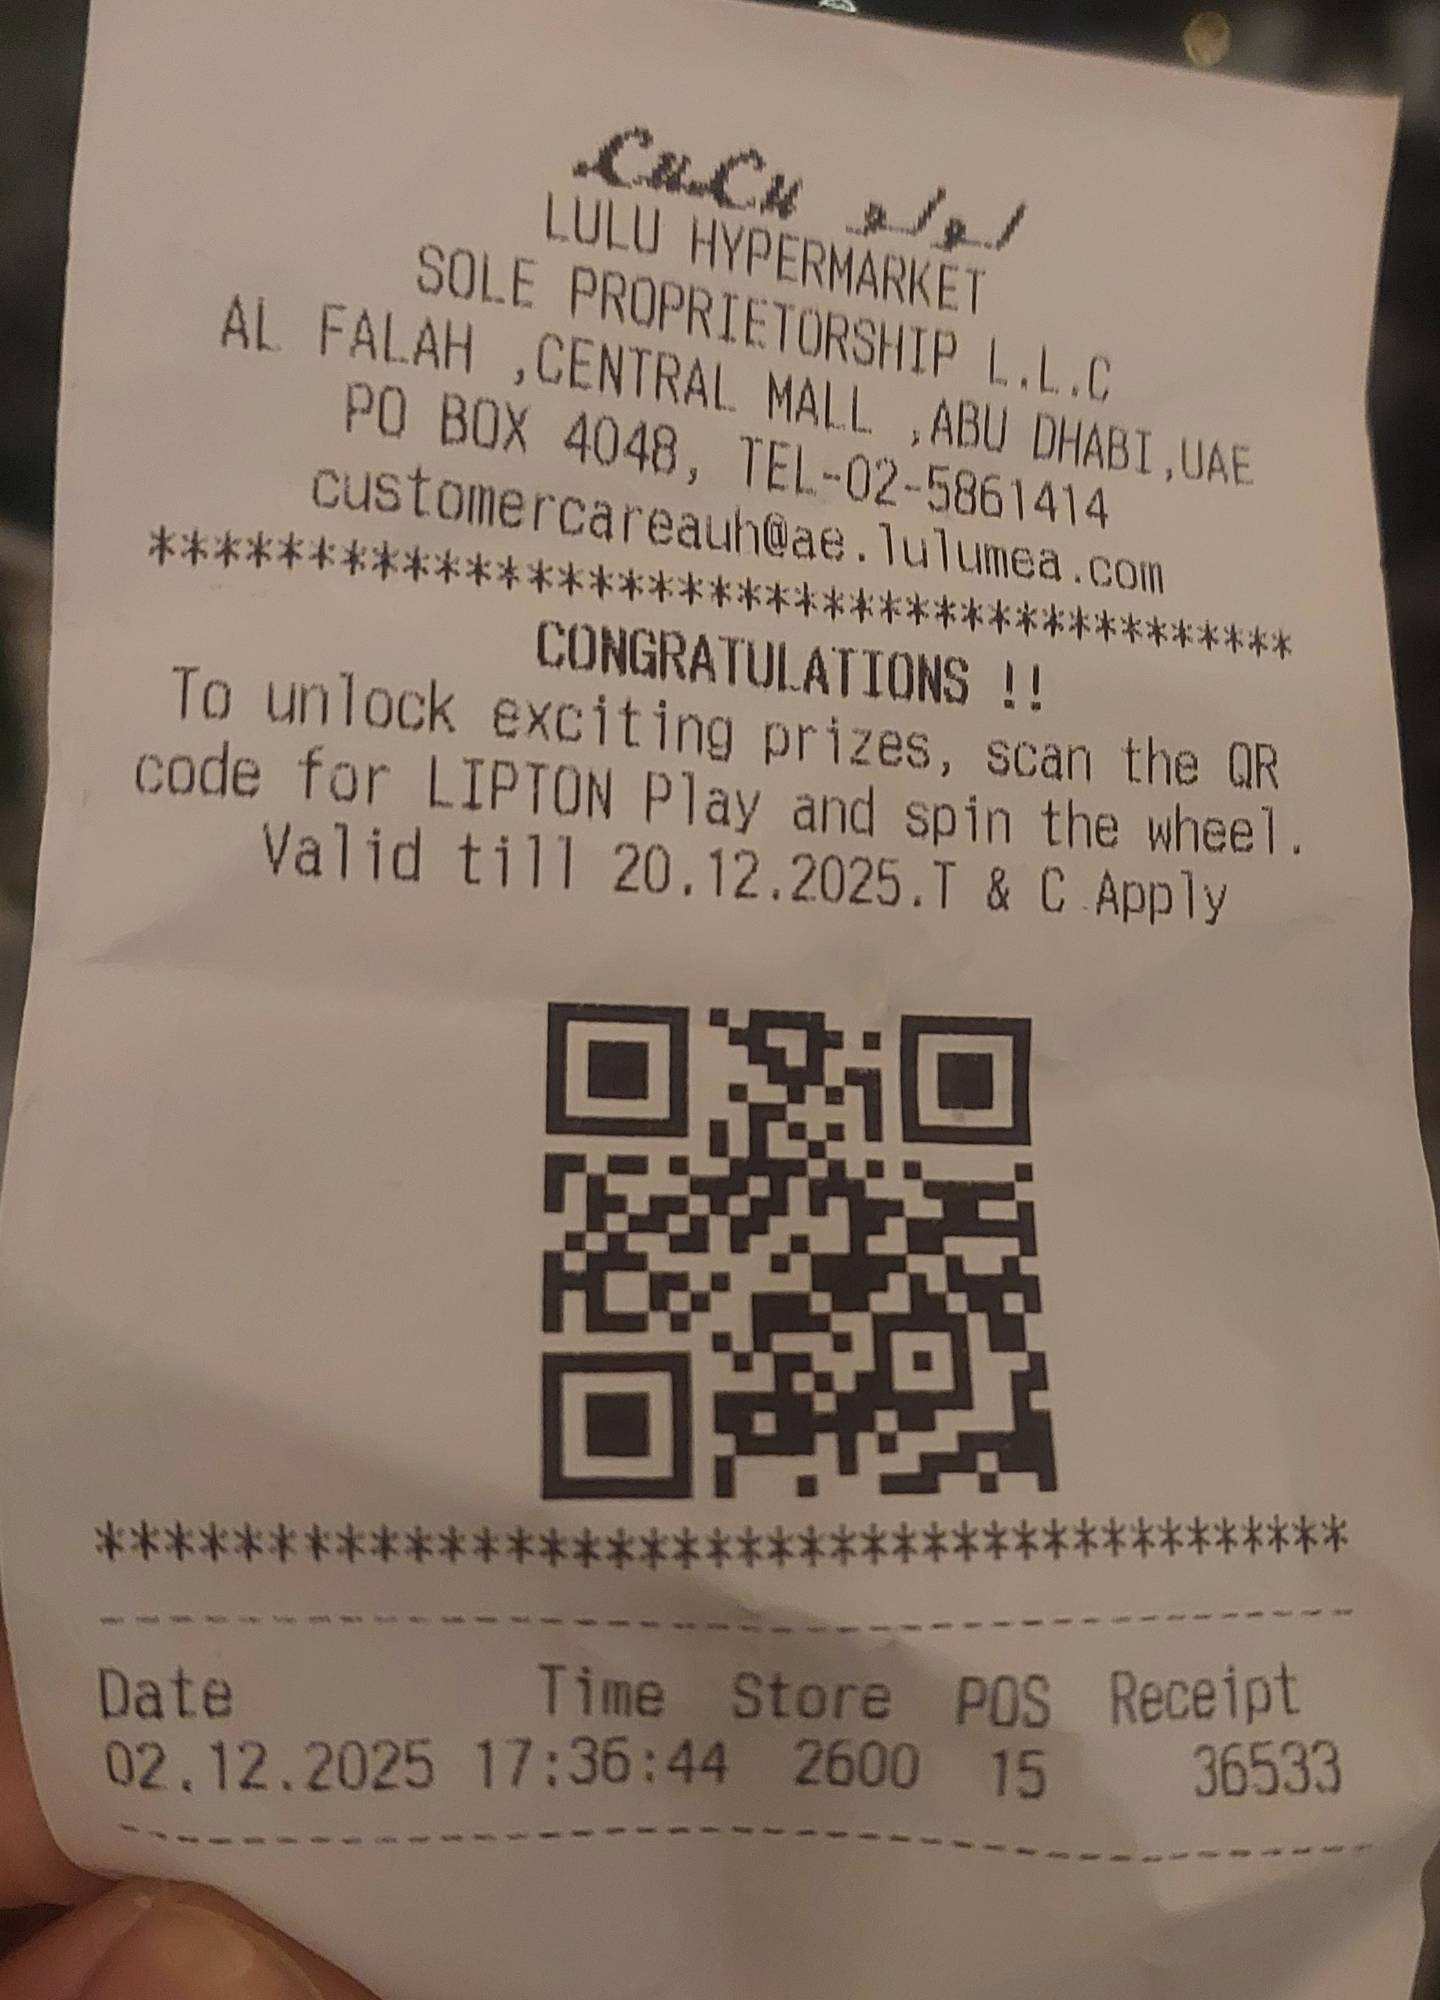 LuLu لولو
LULU HYPERMARKET
SOLE PROPRIETORSHIP L.L.C
AL FALAH ,CENTRAL MALL ,ABU DHABI,UAE
PO BOX 4048, TEL-02-5861414
customercareauh@ae.lulumea.com
******************************************
CONGRATULATIONS !!
To unlock exciting prizes, scan the QR
code for LIPTON Play and spin the wheel.
Valid till 20.12.2025.T & C Apply
******************************************
------------------------------------------
Date Time Store POS Receipt
02.12.2025 17:36:44 2600 15 36533
------------------------------------------